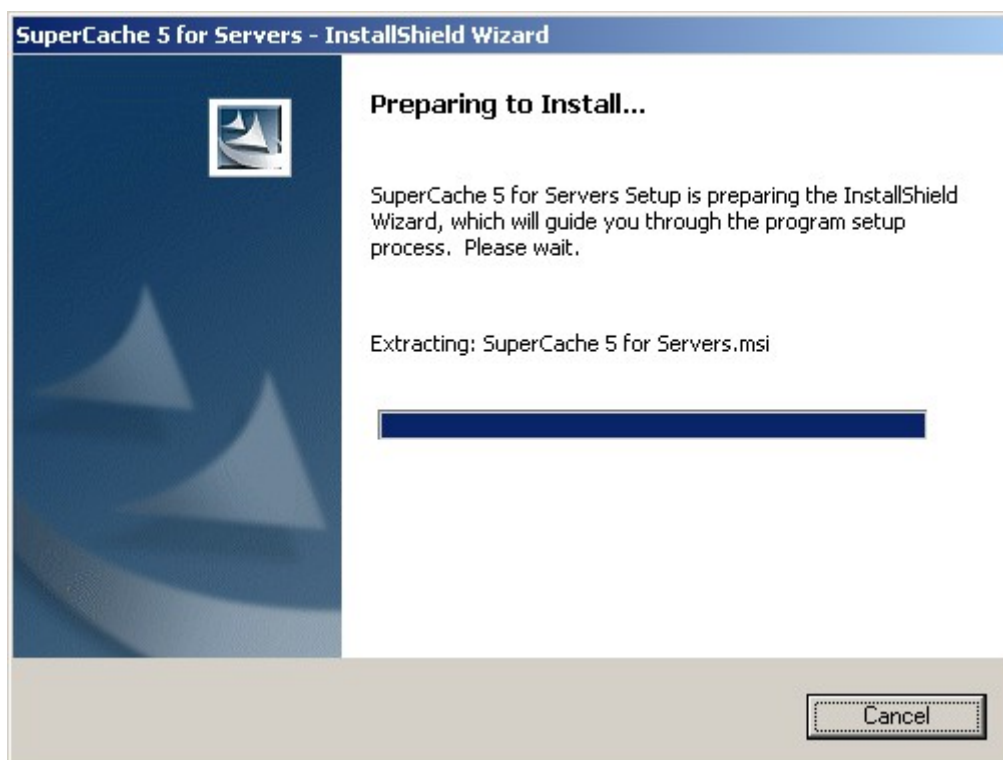 SuperCache 5 for Servers - InstallShield Wizard
Preparing to Install...
SuperCache 5 for Servers Setup is preparing the InstallShield
Wizard, which will guide you through the program setup
process.  Please wait.
Extracting: SuperCache 5 for Servers.msi
Cancel